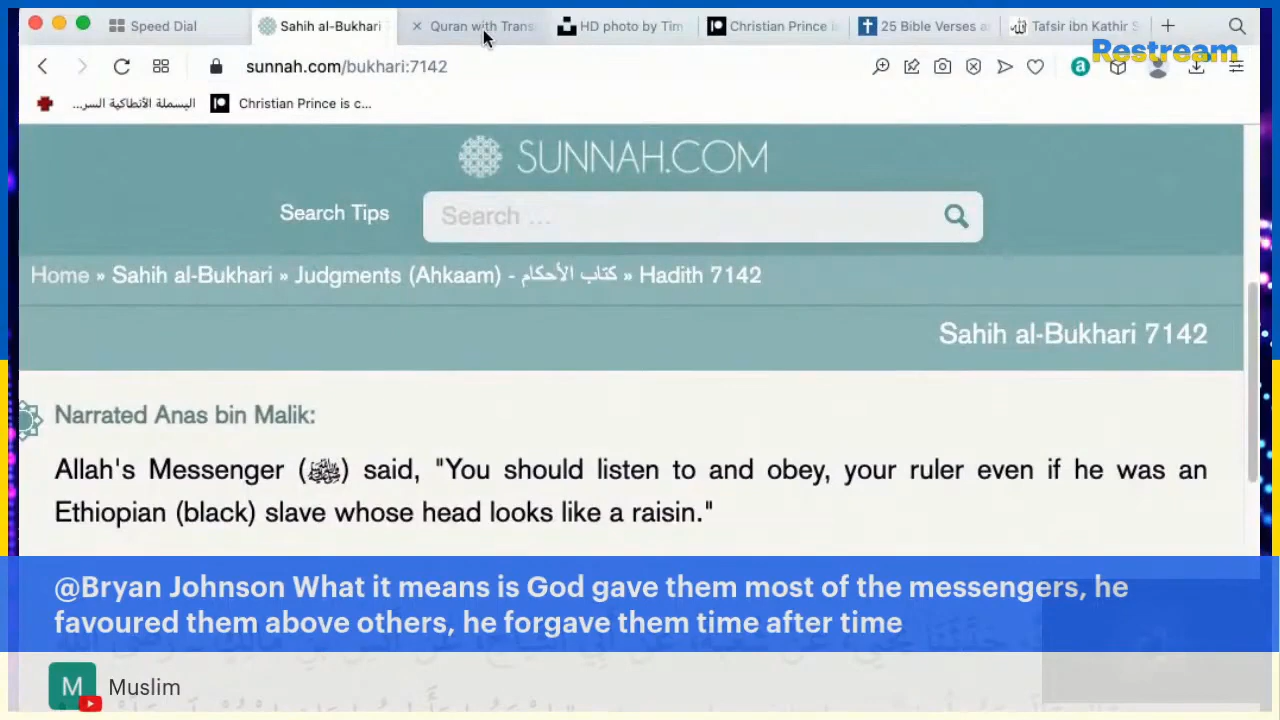 Speed Dial
Sahih al-Bukhari
Quran with Trans
HD photo by Tim
Christian Prince i
25 Bible Verses a
Tafsir ibn Kathir S
Restream
sunnah.com/bukhari:7142
البسملة الأنطاكية السر...
Christian Prince is c...
SUNNAH.COM
Search Tips
Search ...
Home » Sahih al-Bukhari » Judgments (Ahkaam) - كتاب الأحكام » Hadith 7142
Sahih al-Bukhari 7142
Narrated Anas bin Malik:
Allah's Messenger (ﷺ) said, "You should listen to and obey, your ruler even if he was an
Ethiopian (black) slave whose head looks like a raisin."
@Bryan Johnson What it means is God gave them most of the messengers, he
favoured them above others, he forgave them time after time
M Muslim